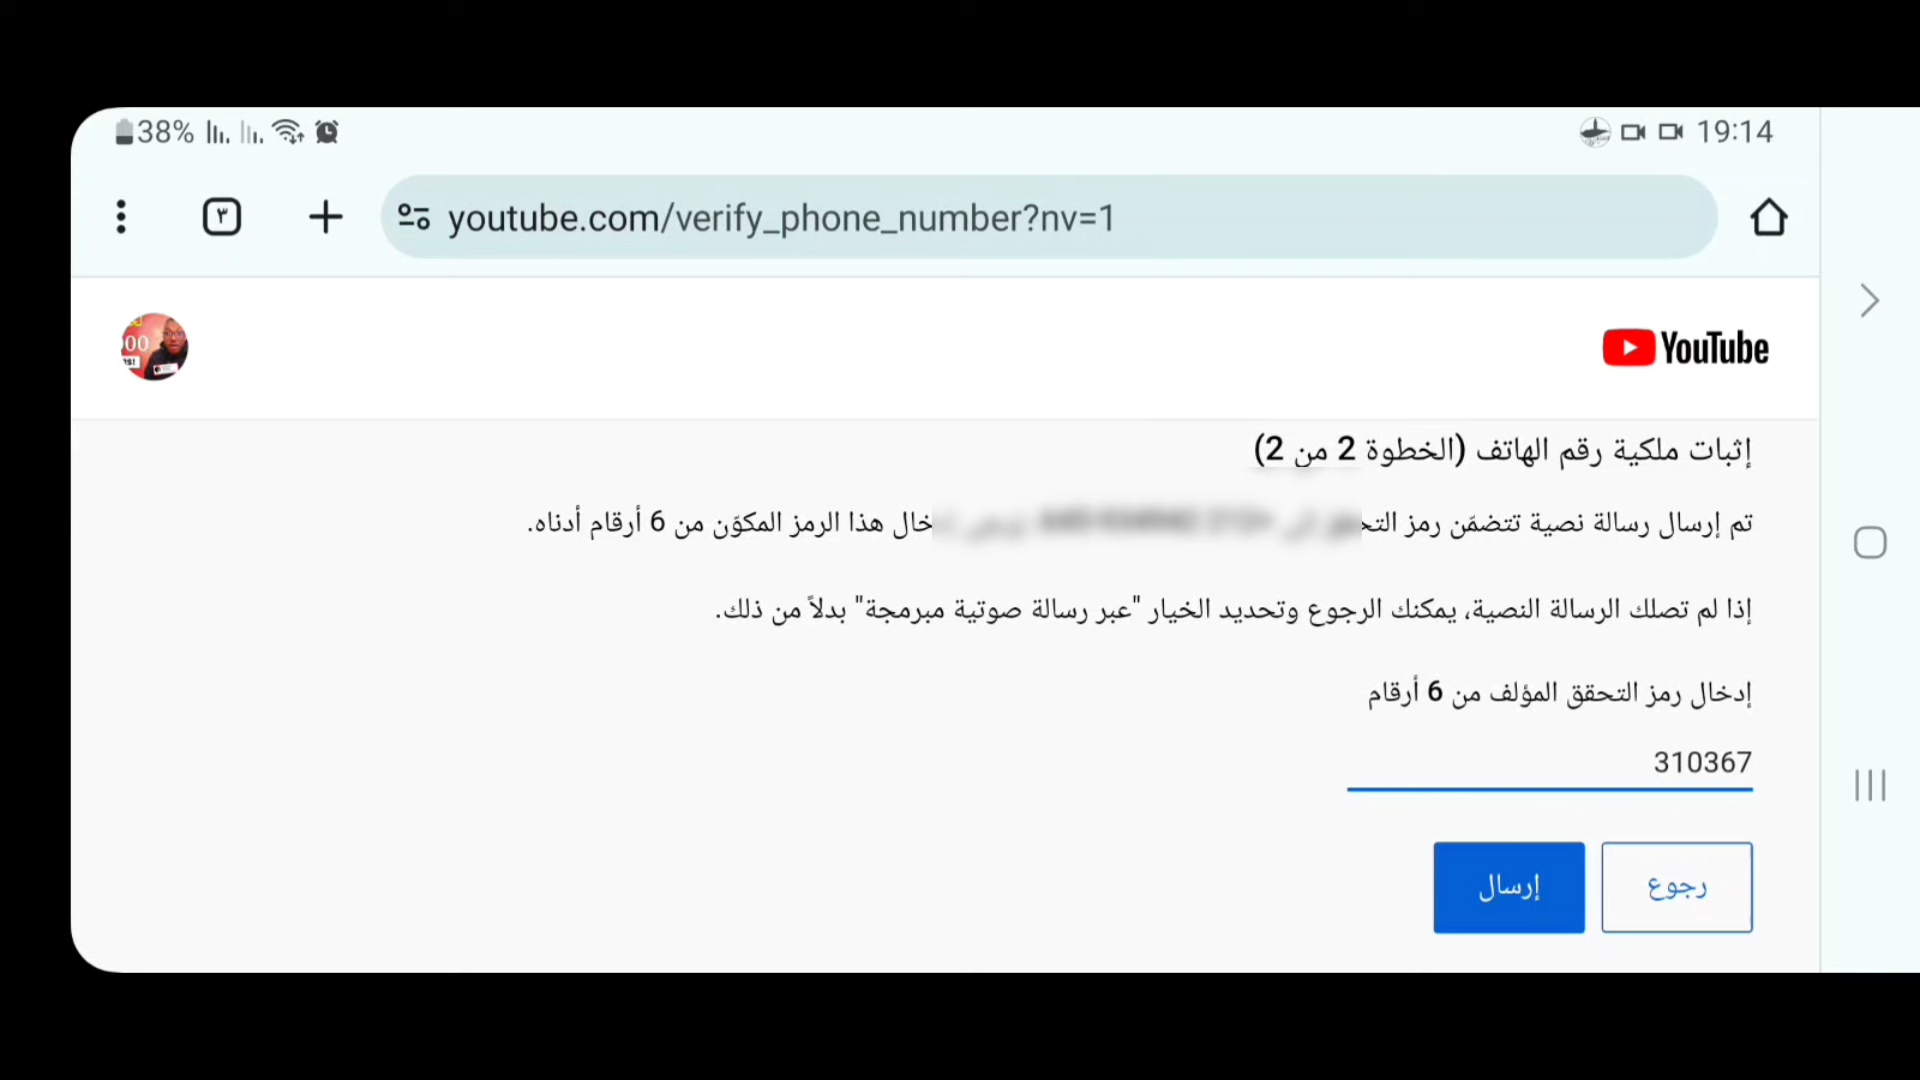 38%
19:14
٣
youtube.com/verify_phone_number?nv=1
00
YouTube
إثبات ملكية رقم الهاتف (الخطوة 2 من 2)
تم إرسال رسالة نصية تتضمّن رمز هذا الرمز المكوّن من 6 أرقام أدناه.
إذا لم تصلك الرسالة النصية، يمكنك الرجوع وتحديد الخيار "عبر رسالة صوتية مبرمجة" بدلاً من ذلك.
إدخال رمز التحقق المؤلف من 6 أرقام
310367
رجوع
إرسال